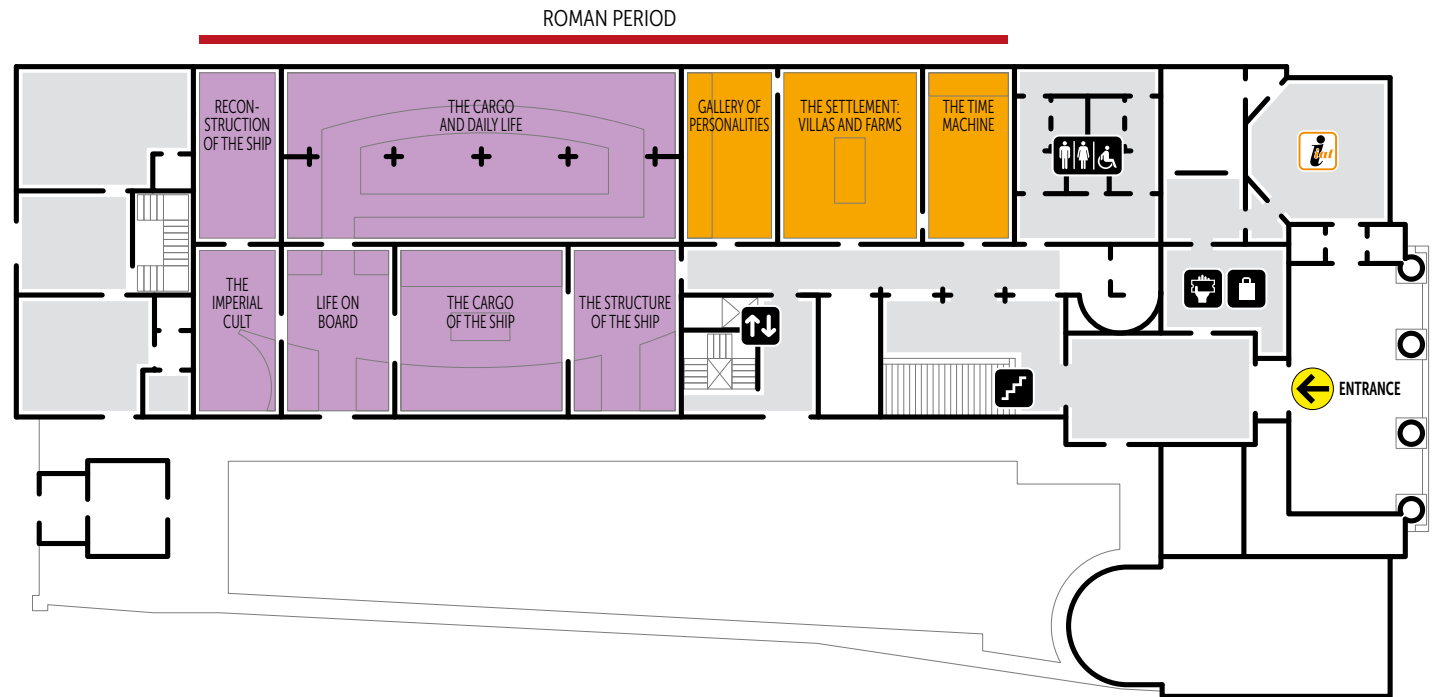 ROMAN PERIOD
RECON-
STRUCTION
OF THE SHIP
THE CARGO
AND DAILY LIFE
GALLERY OF
PERSONALITIES
THE SETTLEMENT:
VILLAS AND FARMS
THE TIME
MACHINE
iat
THE
IMPERIAL
CULT
LIFE ON
BOARD
THE CARGO
OF THE SHIP
THE STRUCTURE
OF THE SHIP
ENTRANCE